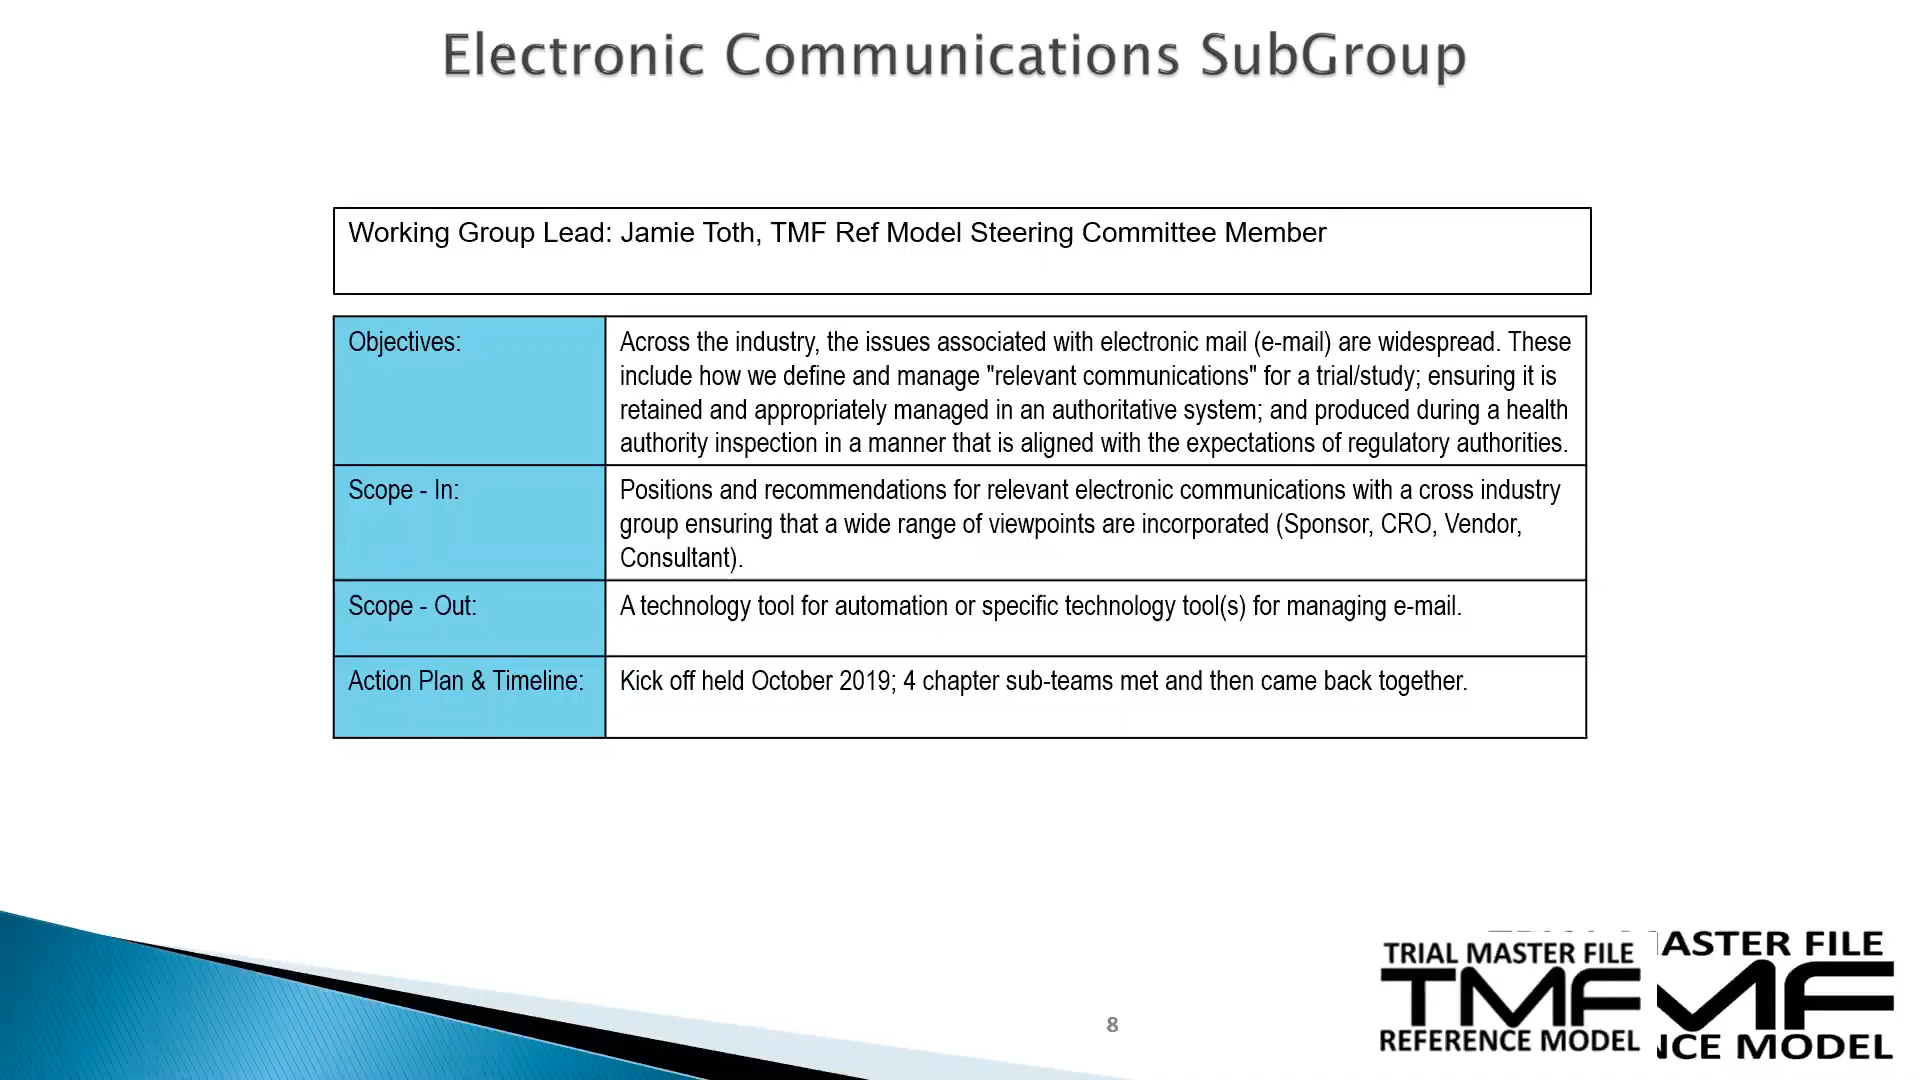 Electronic Communications SubGroup
Working Group Lead: Jamie Toth, TMF Ref Model Steering Committee Member
Objectives:
Across the industry, the issues associated with electronic mail (e-mail) are widespread. These
include how we define and manage "relevant communications" for a trial/study; ensuring it is
retained and appropriately managed in an authoritative system; and produced during a health
authority inspection in a manner that is aligned with the expectations of regulatory authorities.
Scope - In:
Positions and recommendations for relevant electronic communications with a cross industry
group ensuring that a wide range of viewpoints are incorporated (Sponsor, CRO, Vendor,
Consultant).
Scope - Out:
A technology tool for automation or specific technology tool(s) for managing e-mail.
Action Plan & Timeline:
Kick off held October 2019; 4 chapter sub-teams met and then came back together.
8
TRIAL MASTER FILE
TMF
REFERENCE MODEL
ASTER FILE
MF
NCE MODEL